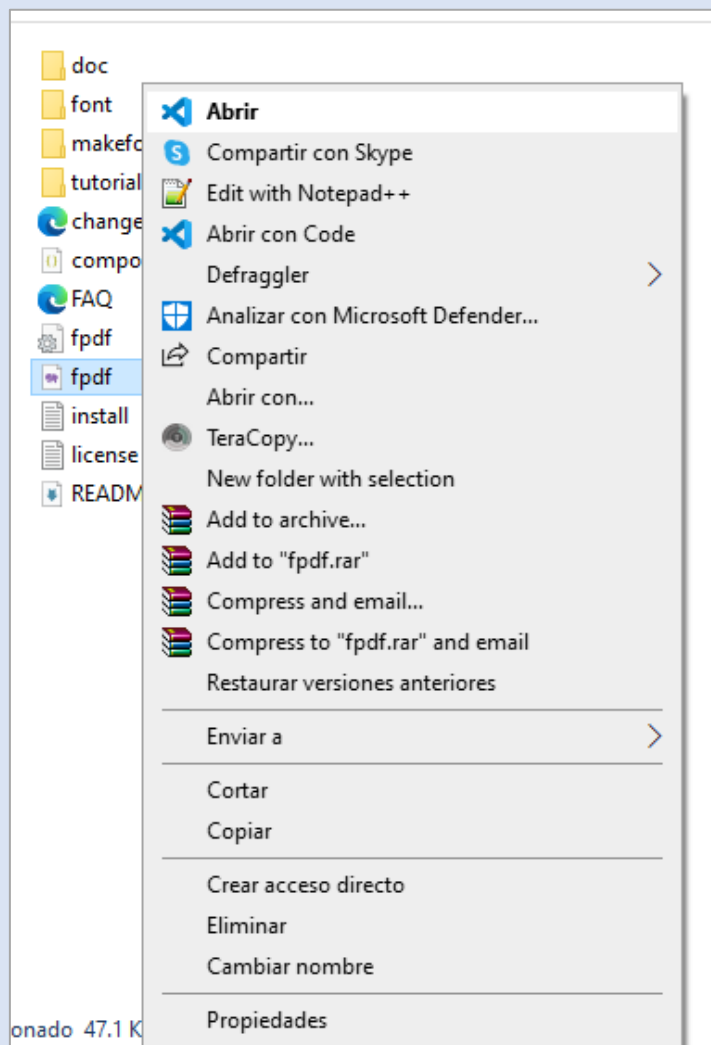 doc
font
makefo
tutorial
change
compo
FAQ
fpdf
fpdf
install
license
READM
Abrir
Compartir con Skype
Edit with Notepad++
Abrir con Code
Defraggler
Analizar con Microsoft Defender...
Compartir
Abrir con...
TeraCopy...
New folder with selection
Add to archive...
Add to "fpdf.rar"
Compress and email...
Compress to "fpdf.rar" and email
Restaurar versiones anteriores
Enviar a
Cortar
Copiar
Crear acceso directo
Eliminar
Cambiar nombre
Propiedades
onado 47.1 K